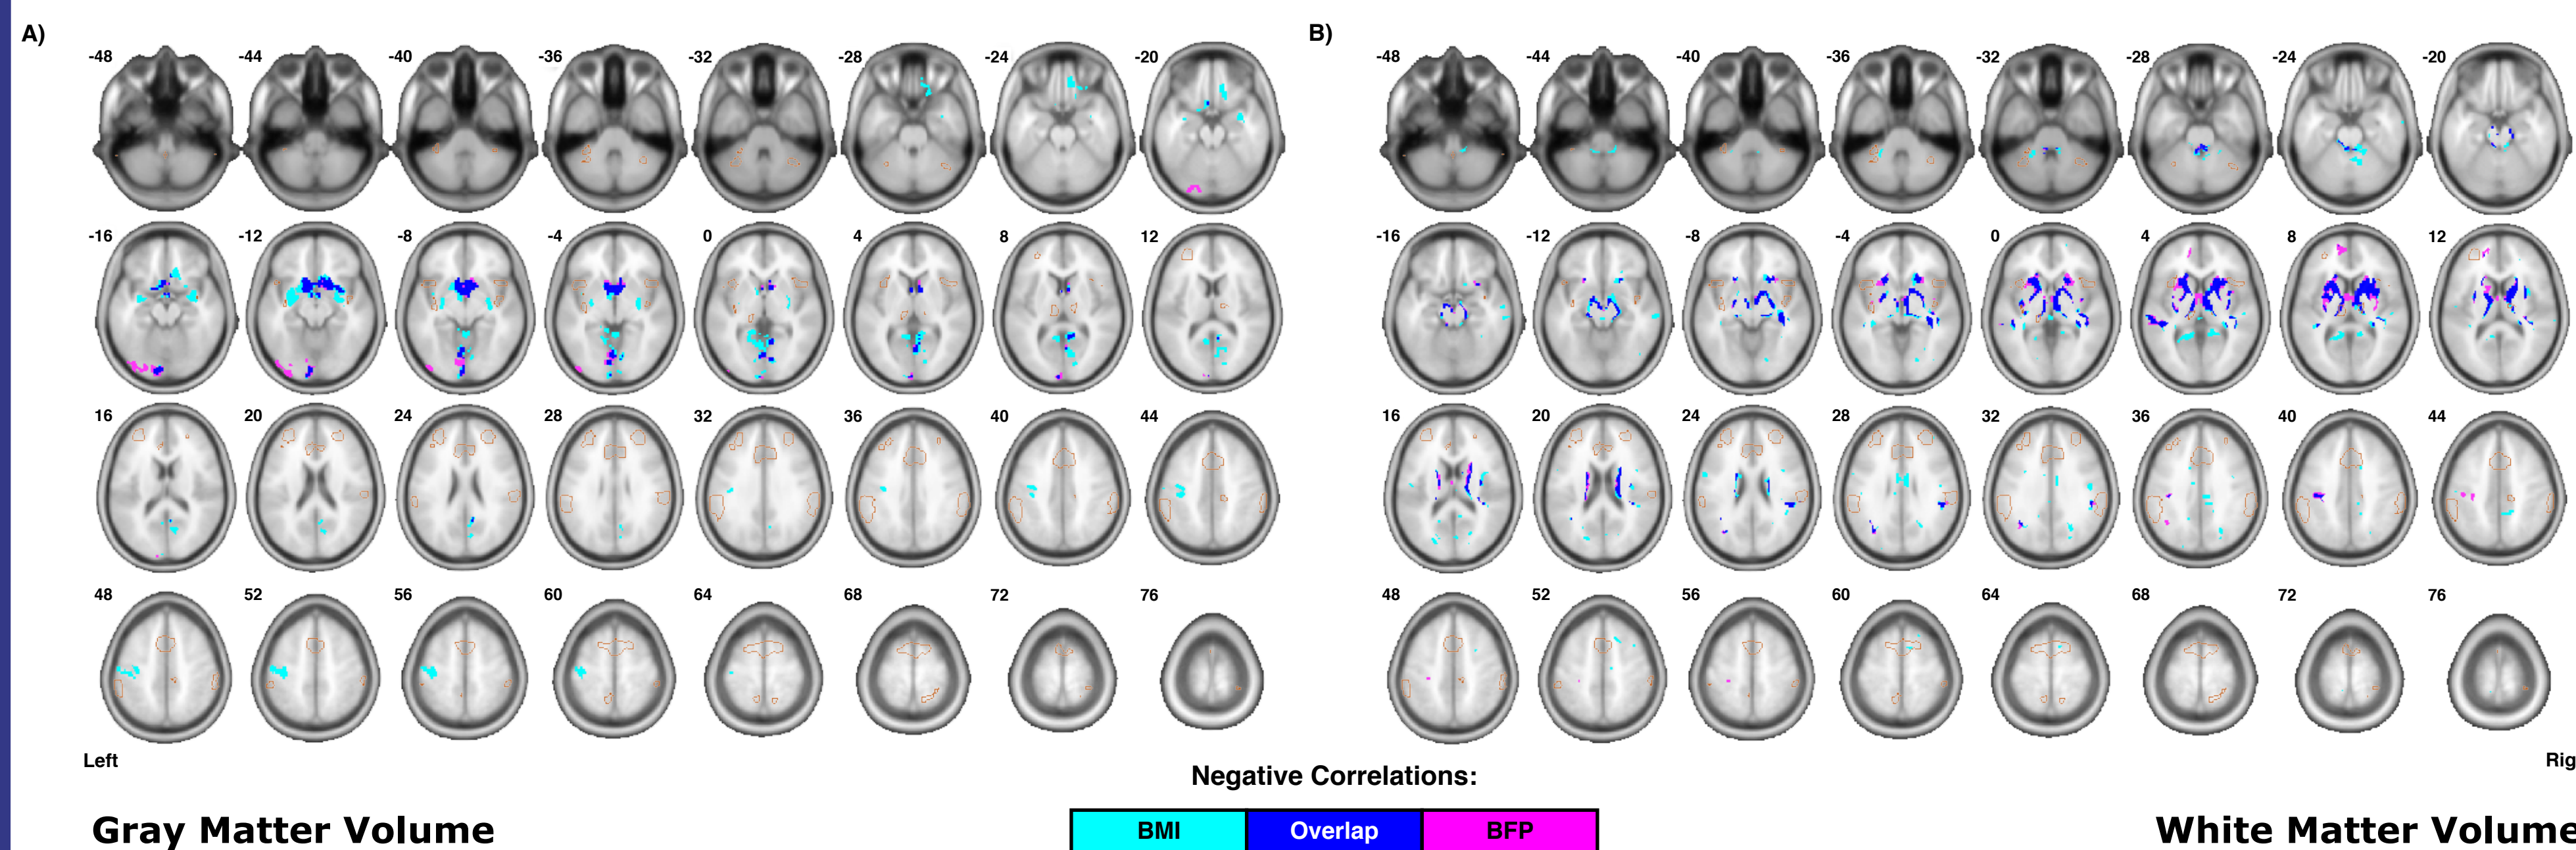 A)
B)
-48 -44 -40 -36 -32 -28 -24 -20
-48 -44 -40 -36 -32 -28 -24 -20
-16 -12 -8 -4 0 4 8 12
-16 -12 -8 -4 0 4 8 12
16 20 24 28 32 36 40 44
16 20 24 28 32 36 40 44
48 52 56 60 64 68 72 76
48 52 56 60 64 68 72 76
Left
Rig
Negative Correlations:
BMI Overlap BFP
Gray Matter Volume
White Matter Volume